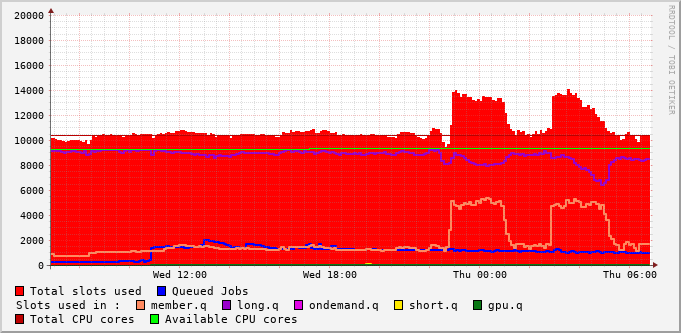 20000
18000
16000
14000
12000
10000
8000
6000
4000
2000
0
Wed 12:00 Wed 18:00 Thu 00:00 Thu 06:00
RRDTOOL / TOBI OETIKER
Total slots used Queued Jobs
Slots used in : member.q long.q ondemand.q short.q gpu.q
Total CPU cores Available CPU cores